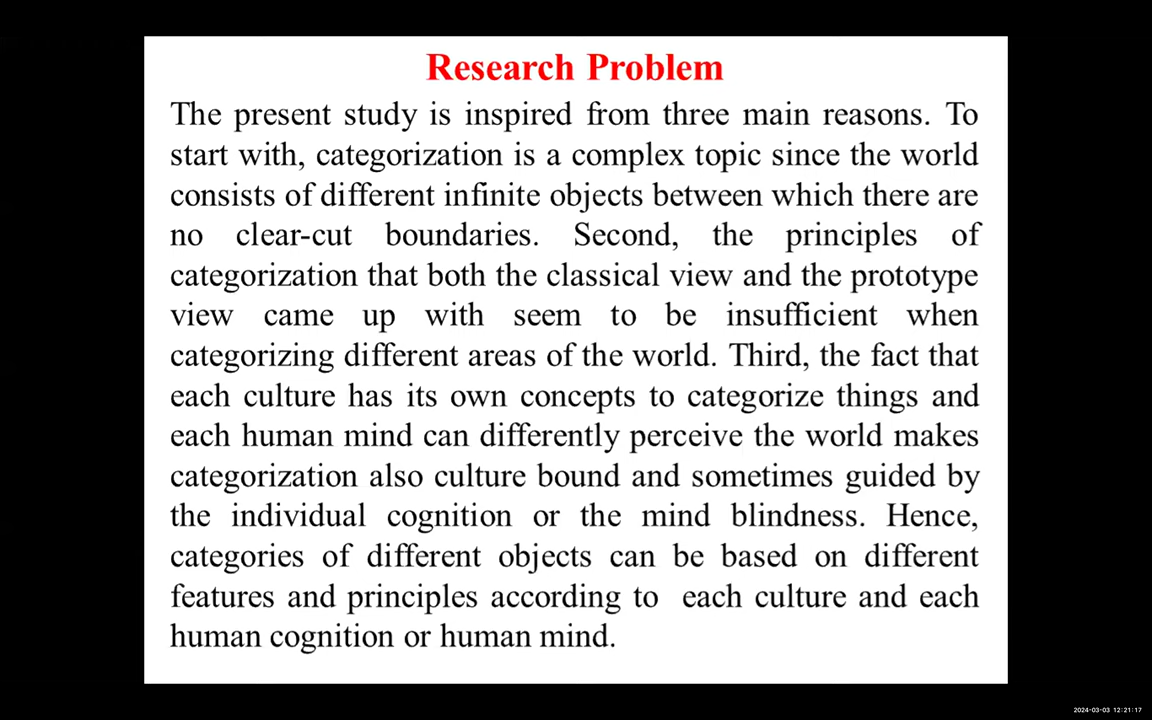 Research Problem
The present study is inspired from three main reasons. To
start with, categorization is a complex topic since the world
consists of different infinite objects between which there are
no clear-cut boundaries. Second, the principles of
categorization that both the classical view and the prototype
view came up with seem to be insufficient when
categorizing different areas of the world. Third, the fact that
each culture has its own concepts to categorize things and
each human mind can differently perceive the world makes
categorization also culture bound and sometimes guided by
the individual cognition or the mind blindness. Hence,
categories of different objects can be based on different
features and principles according to each culture and each
human cognition or human mind.
2024-03-03 12:21:17